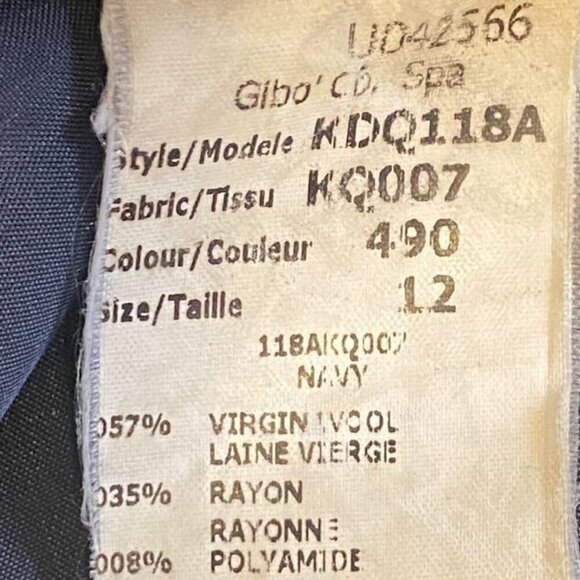 UD42566
Gibo' Co. Spa
Style/Modele KDQ118A
Fabric/Tissu KQ007
Colour/Couleur 490
Size/Taille 12
118AKQ007
NAVY
057% VIRGIN WOOL
LAINE VIERGE
035% RAYON
RAYONNE
008% POLYAMIDE